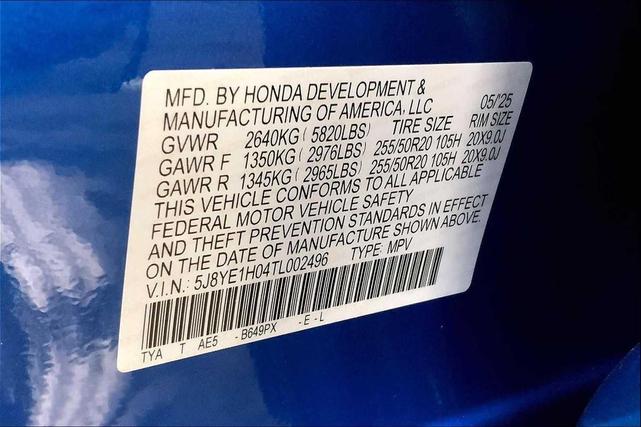 MFD. BY HONDA DEVELOPMENT &
MANUFACTURING OF AMERICA, LLC 05/'25
GVWR 2640KG ( 5820LBS) TIRE SIZE RIM SIZE
GAWR F 1350KG ( 2976LBS) 255/50R20 105H 20X9.0J
GAWR R 1345KG ( 2965LBS) 255/50R20 105H 20X9.0J
THIS VEHICLE CONFORMS TO ALL APPLICABLE
FEDERAL MOTOR VEHICLE SAFETY
AND THEFT PREVENTION STANDARDS IN EFFECT
ON THE DATE OF MANUFACTURE SHOWN ABOVE.
V.I.N.: 5J8YE1H04TL002496 TYPE: MPV
TYA T AE5 -B649PX -E-L